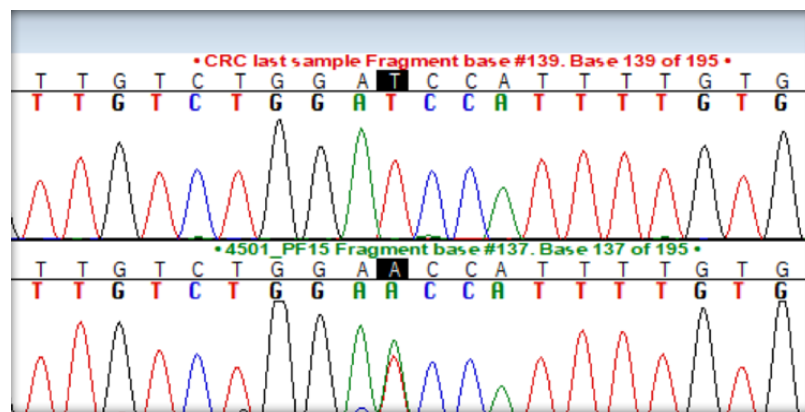 • CRC last sample Fragment base #139. Base 139 of 195 •
T T G T C T G G A T C C A T T T T G T G
T T G T C T G G A T C C A T T T T G T G
• 4501_PF15 Fragment base #137. Base 137 of 195 •
T T G T C T G G A A C C A T T T T G T G
T T G T C T G G A A C C A T T T T G T G